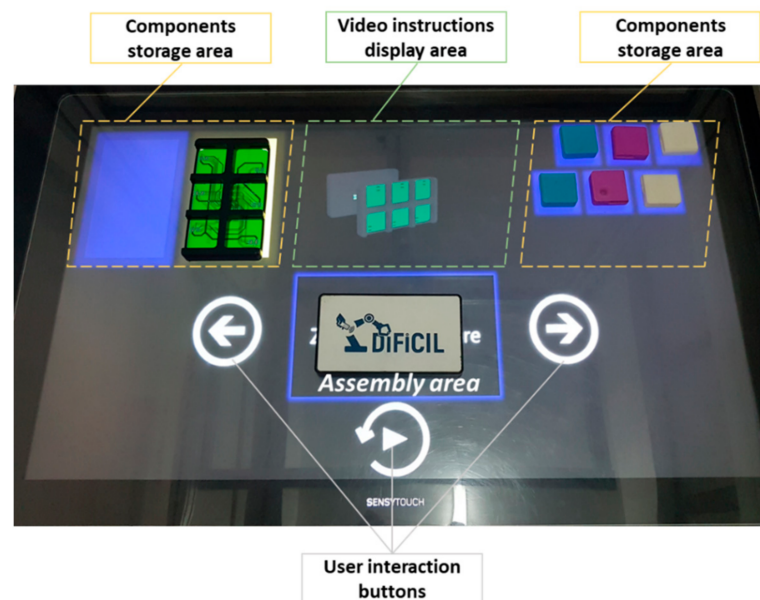 Components
storage area
Video instructions
display area
Components
storage area
Z
DiFiCIL
re
Assembly area
SENSYTOUCH
User interaction
buttons